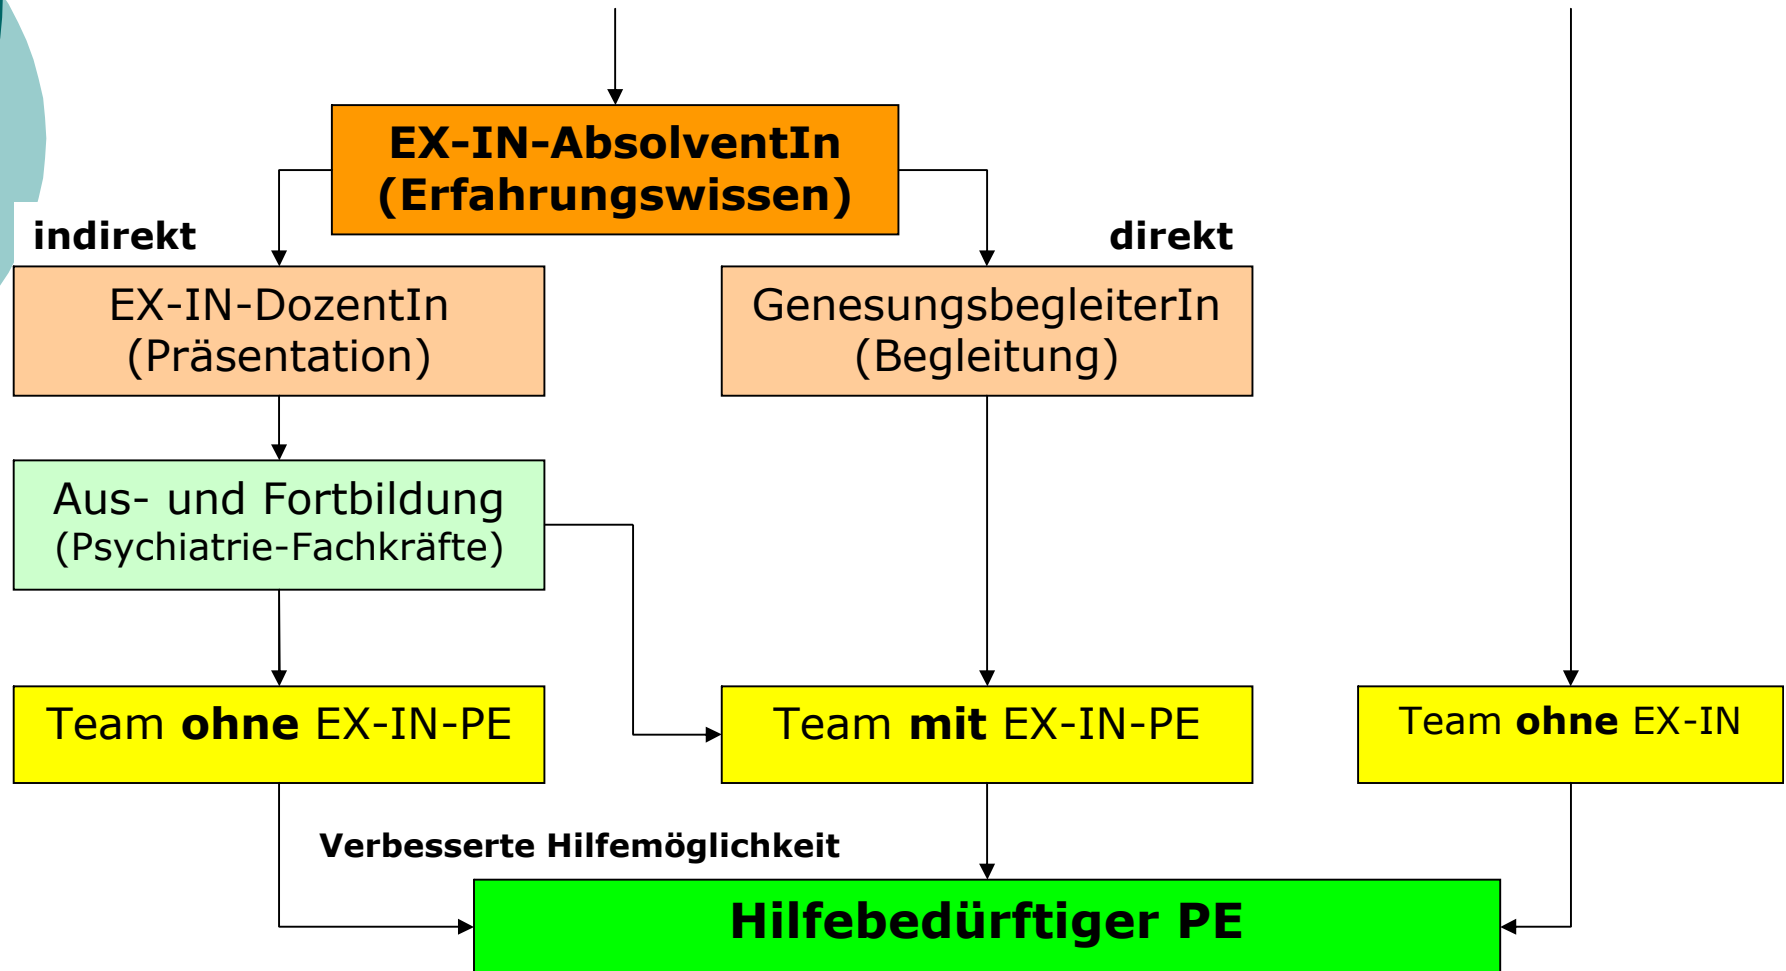 EX-IN-AbsolventIn
(Erfahrungswissen)
indirekt
direkt
EX-IN-DozentIn
(Präsentation)
GenesungsbegleiterIn
(Begleitung)
Aus- und Fortbildung
(Psychiatrie-Fachkräfte)
Team ohne EX-IN-PE
Team mit EX-IN-PE
Team ohne EX-IN
Verbesserte Hilfemöglichkeit
Hilfebedürftiger PE